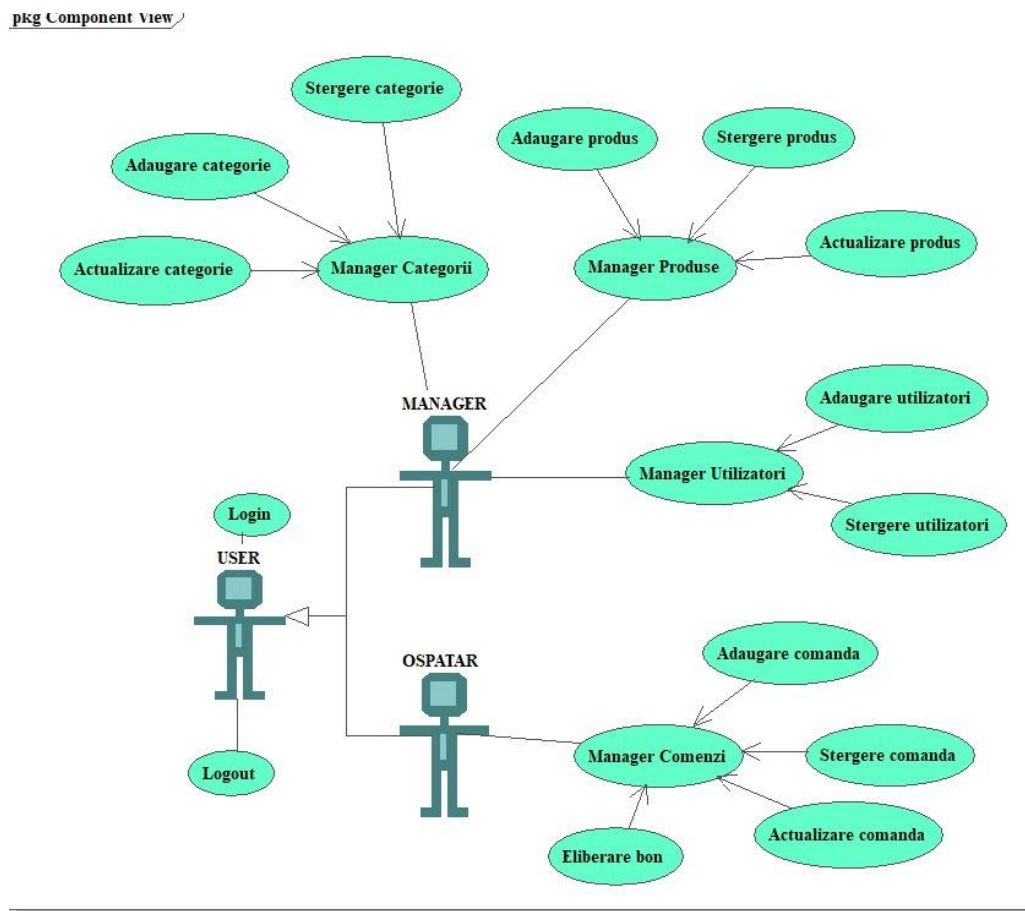 pkg Component View
Stergere categorie
Adaugare produs
Stergere produs
Adaugare categorie
Actualizare categorie
Manager Categorii
Manager Produse
Actualizare produs
MANAGER
Adaugare utilizatori
Manager Utilizatori
Login
Stergere utilizatori
USER
OSPATAR
Adaugare comanda
Manager Comenzi
Stergere comanda
Logout
Actualizare comanda
Eliberare bon